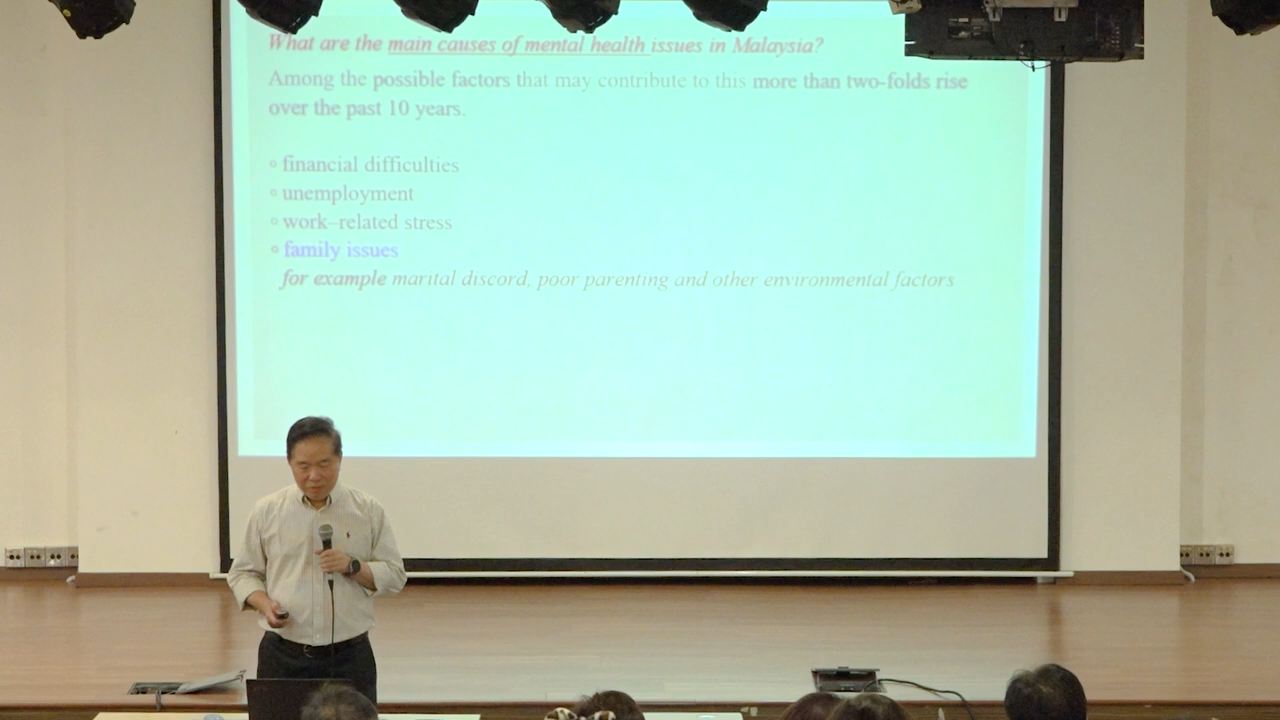 What are the main causes of mental health issues in Malaysia?
Among the possible factors that may contribute to this more than two-folds rise
over the past 10 years.
◦ financial difficulties
◦ unemployment
◦ work–related stress
◦ family issues
for example marital discord, poor parenting and other environmental factors